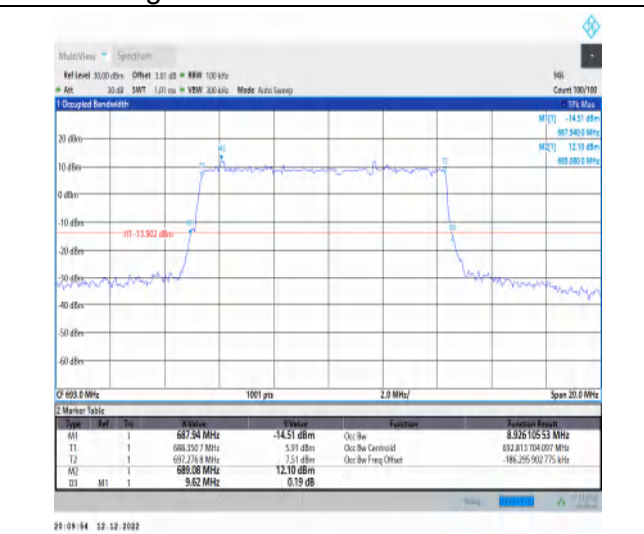 MultiView Spectrum
Ref Level 30.00 dBm Offset 3.81 dB RBW 100 kHz SGL
Att 30 dB SWT 1.01 ms VBW 300 kHz Mode Auto Sweep Count 100/100
1 Occupied Bandwidth 1Pk Max
M1[1] -14.51 dBm
687.9400 MHz
M2[1] 12.10 dBm
689.0800 MHz
20 dBm
M2
10 dBm
0 dBm
-10 dBm
H1 -13.902 dBm
-20 dBm
-30 dBm
-40 dBm
-50 dBm
-60 dBm
CF 693.0 MHz 1001 pts 2.0 MHz/ Span 20.0 MHz
2 Marker Table
Type Ref Trc X-Value Y-Value Function Function Result
M1 1 687.94 MHz -14.51 dBm Occ Bw 8.926 105 53 MHz
T1 1 688.350 7 MHz 5.91 dBm Occ Bw Centroid 692.813 704 097 MHz
T2 1 697.276 8 MHz 7.51 dBm Occ Bw Freq Offset -186.295 902 775 kHz
M2 1 689.08 MHz 12.10 dBm
D3 M1 1 9.62 MHz 0.19 dB
20:09:54 12.12.2022